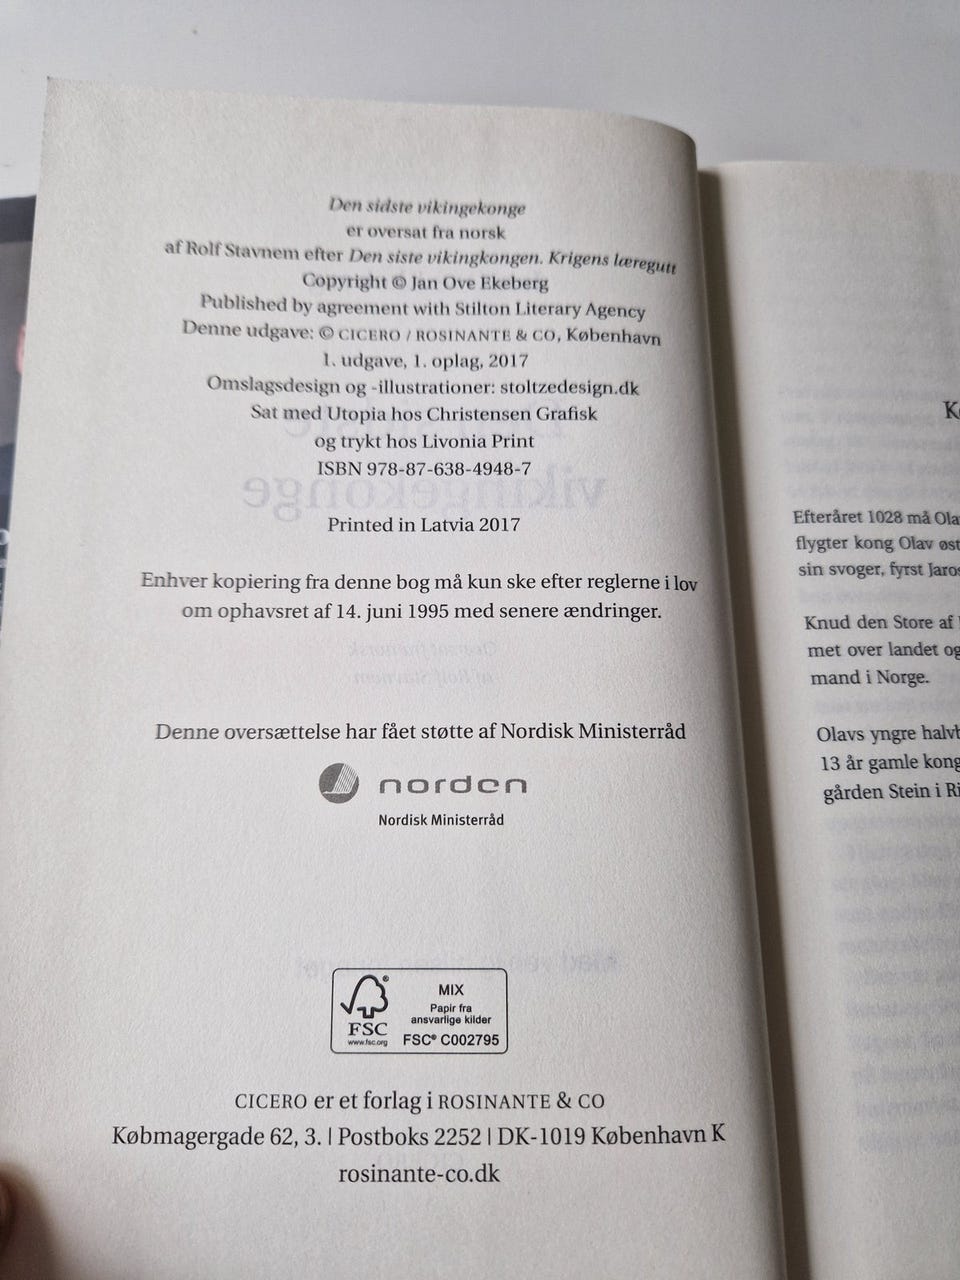 Den sidste vikingekonge
er oversat fra norsk
af Rolf Stavnem efter Den siste vikingkongen. Krigens læregutt
Copyright © Jan Ove Ekeberg
Published by agreement with Stilton Literary Agency
Denne udgave: © CICERO / ROSINANTE & CO, København
1. udgave, 1. oplag, 2017
Omslagsdesign og -illustrationer: stoltzedesign.dk
Sat med Utopia hos Christensen Grafisk
og trykt hos Livonia Print
ISBN 978-87-638-4948-7
Printed in Latvia 2017
Enhver kopiering fra denne bog må kun ske efter reglerne i lov
om ophavsret af 14. juni 1995 med senere ændringer.
Denne oversættelse har fået støtte af Nordisk Ministerråd
norden
Nordisk Ministerråd
FSC®
www.fsc.org
MIX
Papir fra
ansvarlige kilder
FSC® C002795
CICERO er et forlag i ROSINANTE & CO
Købmagergade 62, 3. | Postboks 2252 | DK-1019 København K
rosinante-co.dk
Efteråret 1028 må
flygter kong Olav
sin svoger, fyrst
Knud den Store af
met over landet og
mand i Norge.
Olavs yngre
13 år gamle
gården Stein i